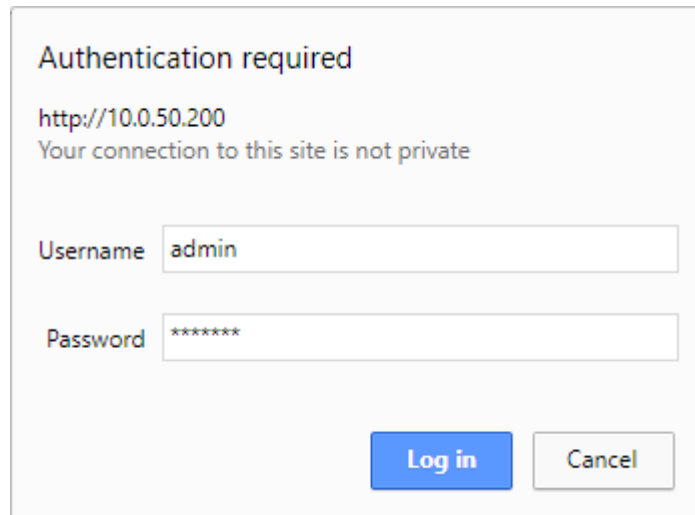 Authentication required
http://10.0.50.200
Your connection to this site is not private
Username admin
Password *******
Log in Cancel